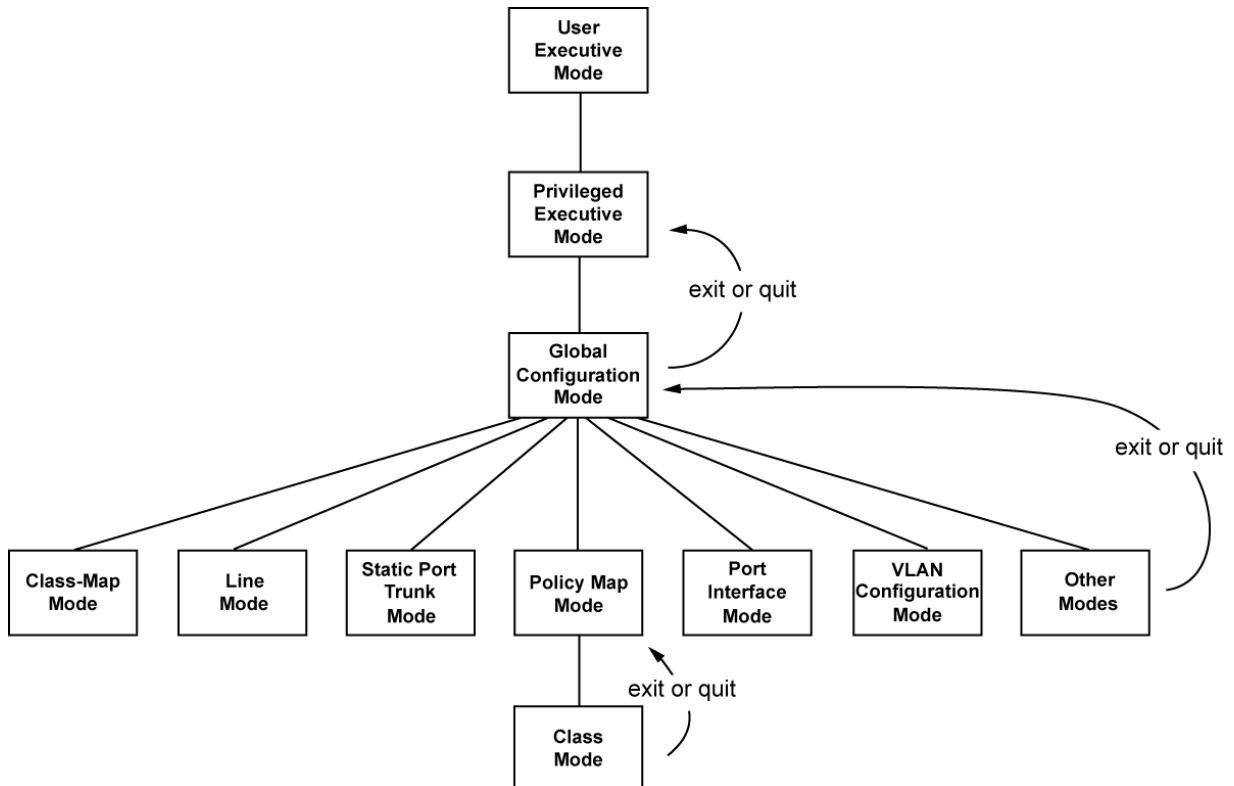 User
Executive
Mode
Privileged
Executive
Mode
exit or quit
Global
Configuration
Mode
exit or quit
Class-Map
Mode
Line
Mode
Static Port
Trunk
Mode
Policy Map
Mode
Port
Interface
Mode
VLAN
Configuration
Mode
Other
Modes
exit or quit
Class
Mode